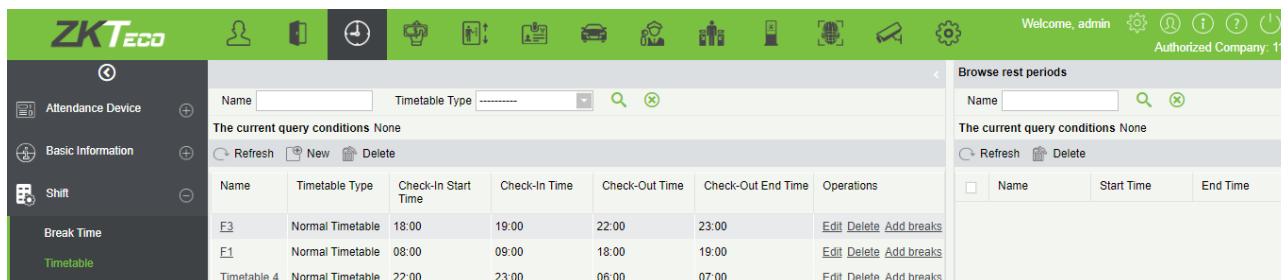 ZKTECO
Welcome, admin
Authorized Company: 11
Attendance Device
Basic Information
Shift
Break Time
Timetable
Name
Timetable Type ----------
The current query conditions None
Refresh New Delete
Name Timetable Type Check-In Start Time Check-In Time Check-Out Time Check-Out End Time Operations
F3 Normal Timetable 18:00 19:00 22:00 23:00 Edit Delete Add breaks
F1 Normal Timetable 08:00 09:00 18:00 19:00 Edit Delete Add breaks
Timetable 4 Normal Timetable 22:00 23:00 06:00 07:00 Edit Delete Add breaks
Browse rest periods
Name
The current query conditions None
Refresh Delete
Name Start Time End Time